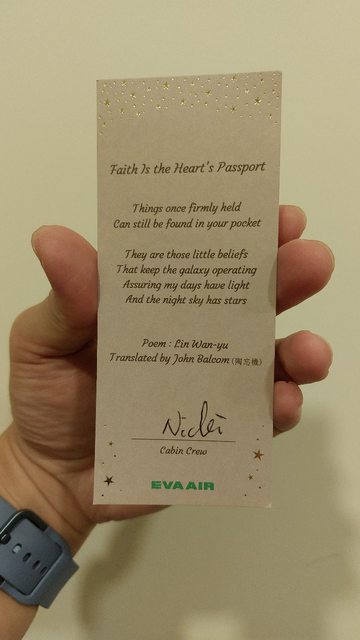 Faith Is the Heart's Passport
Things once firmly held
Can still be found in your pocket
They are those little beliefs
That keep the galaxy operating
Assuring my days have light
And the night sky has stars
Poem : Lin Wan-yu
Translated by John Balcom (陶忘機)
Cabin Crew
EVA AIR